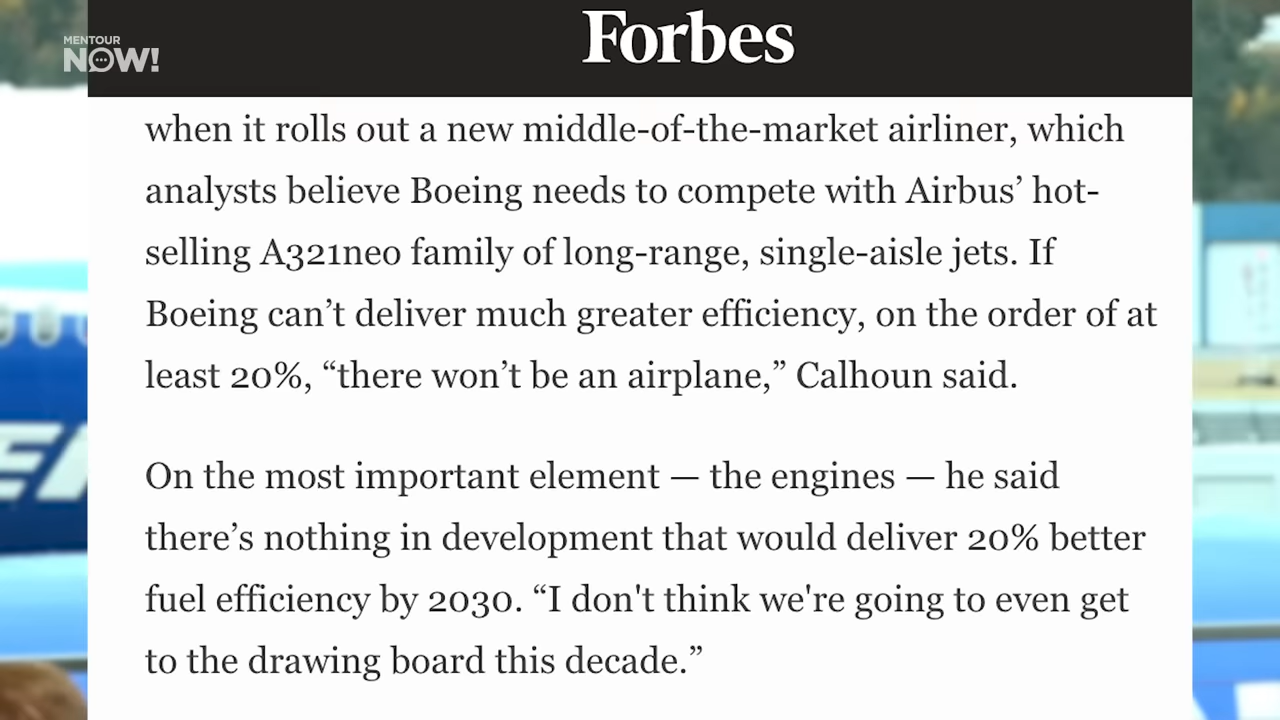 MENTOUR
NOW!
Forbes
when it rolls out a new middle-of-the-market airliner, which
analysts believe Boeing needs to compete with Airbus’ hot-
selling A321neo family of long-range, single-aisle jets. If
Boeing can’t deliver much greater efficiency, on the order of at
least 20%, “there won’t be an airplane,” Calhoun said.
On the most important element — the engines — he said
there’s nothing in development that would deliver 20% better
fuel efficiency by 2030. “I don't think we're going to even get
to the drawing board this decade.”